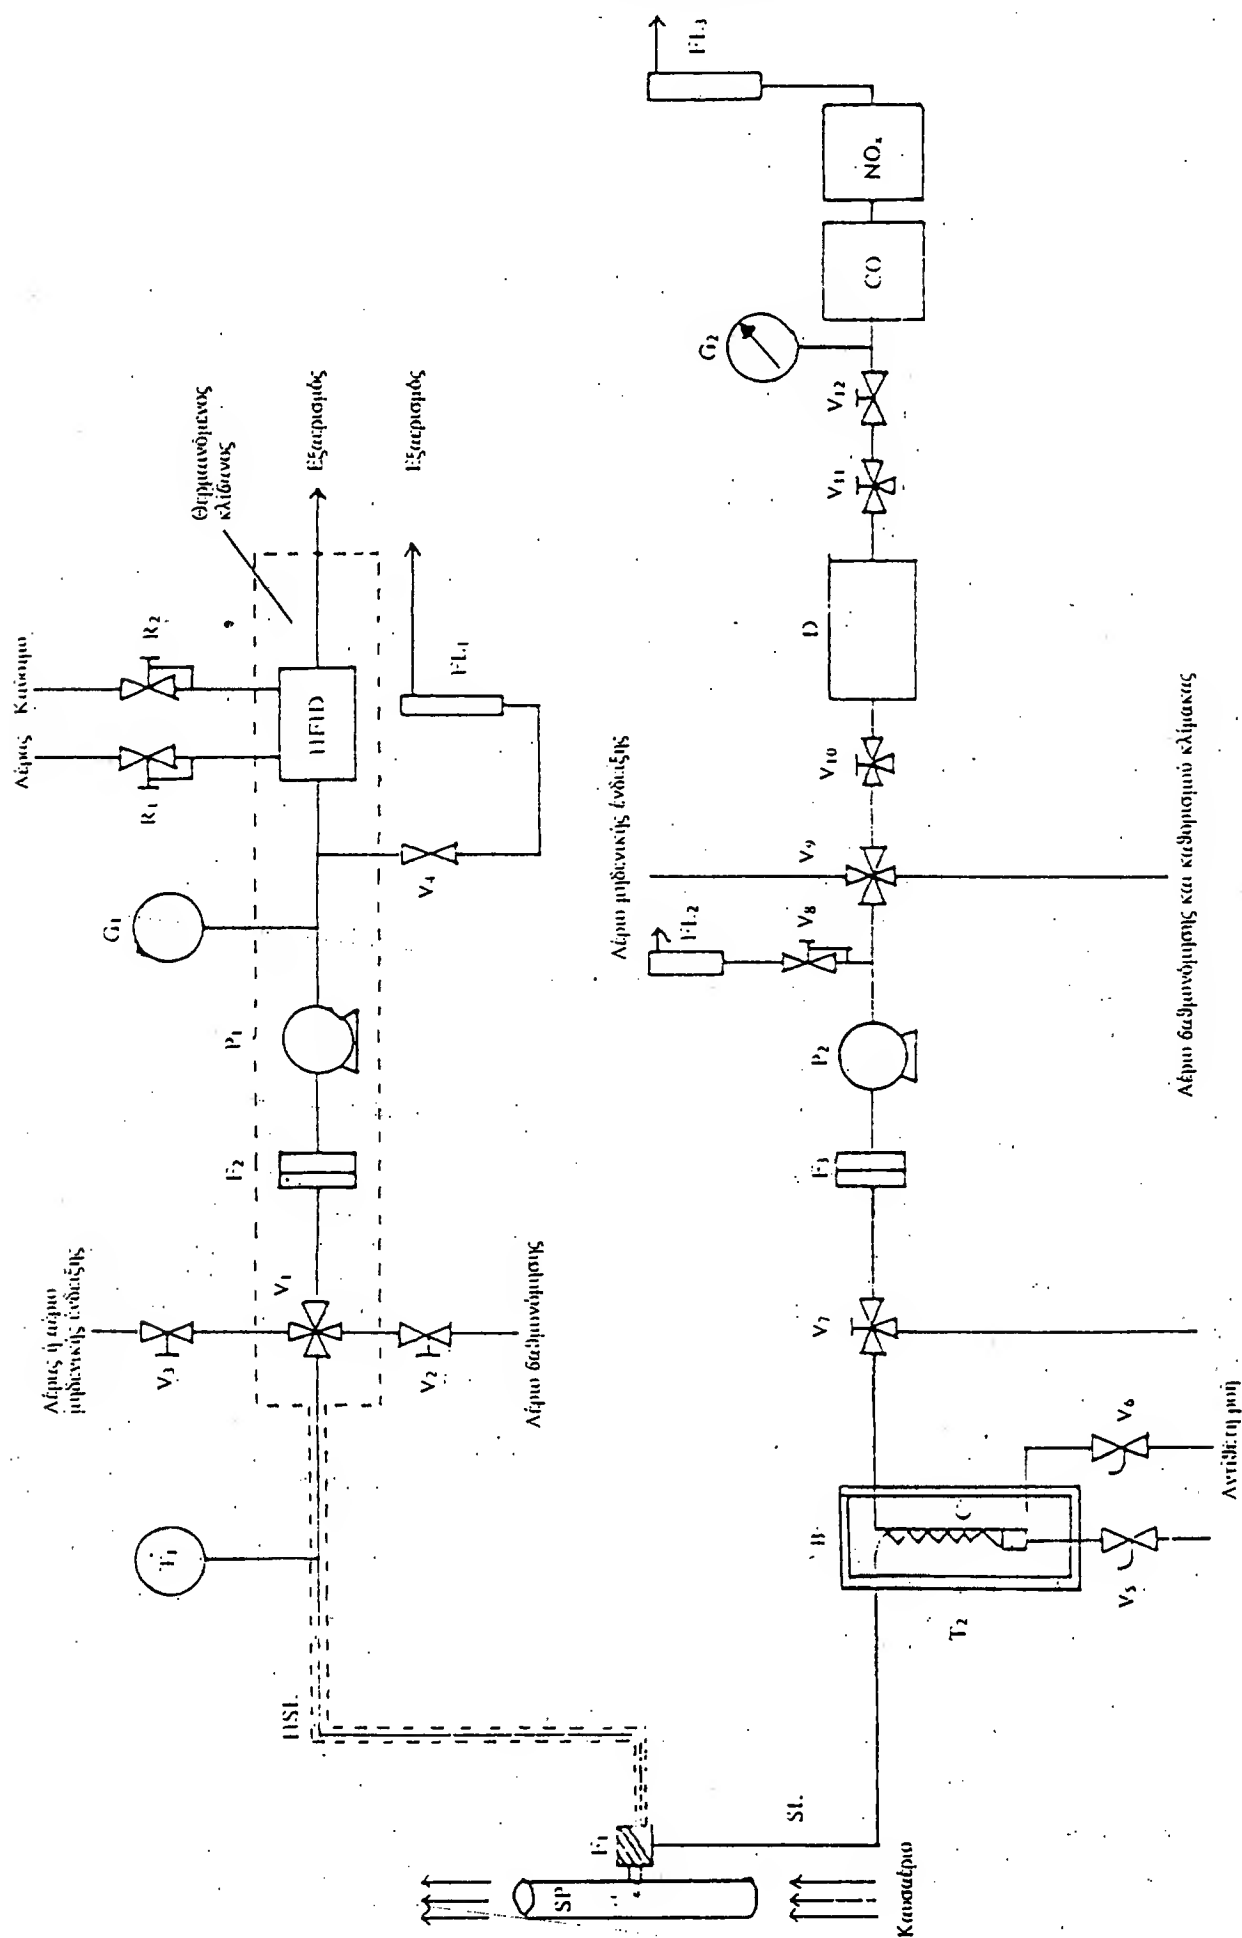 Αέρας
Καύσιμο
R₁
R₂
Θερμαινόμενος
κλίβανος
Εξαερισμός
Εξαερισμός
HFID
FL₁
V₄
G₁
P₁
F₂
V₁
Αέρας ή αέριο
μηδενικής ένδειξης
V₃
V₂
Αέριο βαθμονόμησης
T₁
HSL
F₁
SP
SL
Καυσαέριο
T₂
B
C
V₅
V₆
Αντίθετη ροή
V₇
F₃
P₂
FL₂
V₈
Αέριο μηδενικής ένδειξης
V₉
Αέρια βαθμονόμησης και καθορισμού κλίμακας
V₁₀
D
V₁₁
V₁₂
G₂
CO
NOₓ
FL₃